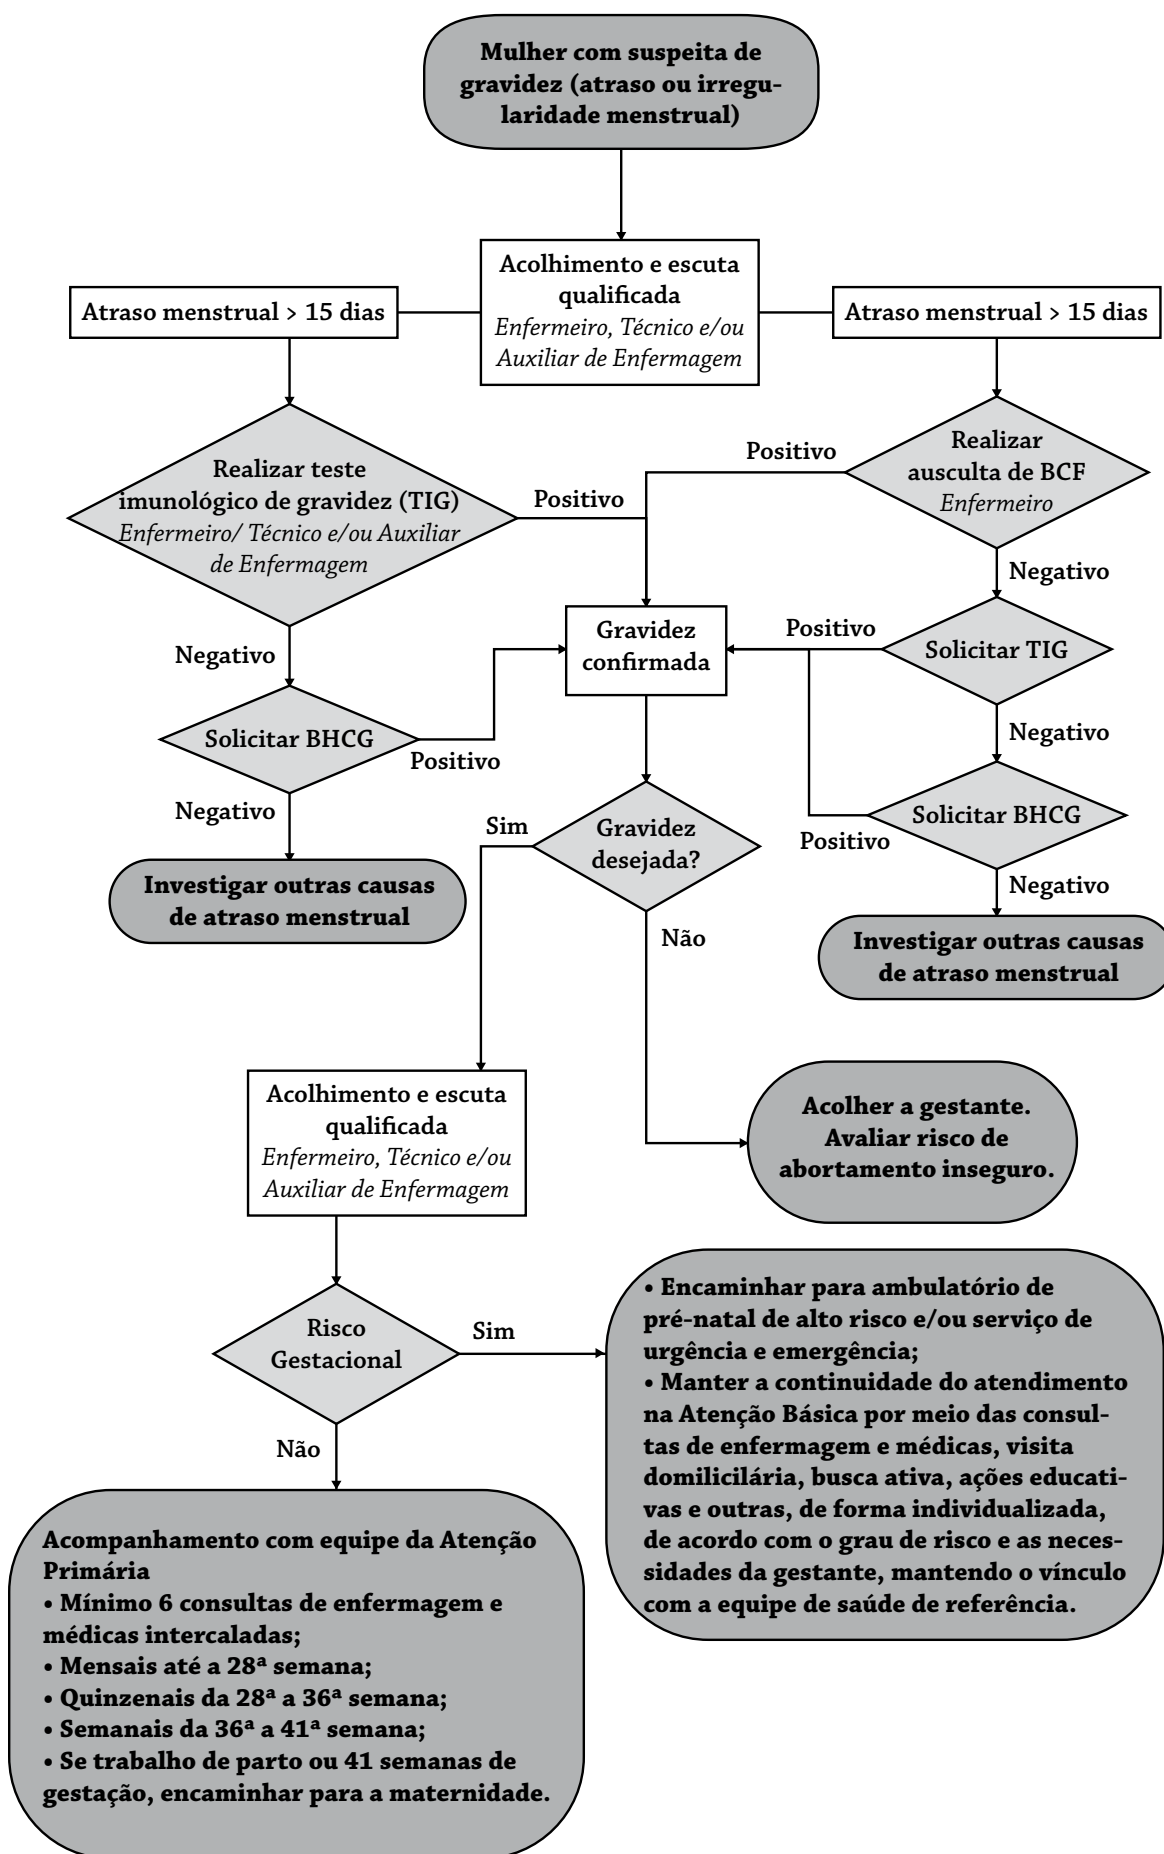 Mulher com suspeita de
gravidez (atraso ou irregu-
laridade menstrual)
Acolhimento e escuta
qualificada
Enfermeiro, Técnico e/ou
Auxiliar de Enfermagem
Atraso menstrual > 15 dias
Atraso menstrual > 15 dias
Realizar teste
imunológico de gravidez (TIG)
Enfermeiro/ Técnico e/ou Auxiliar
de Enfermagem
Positivo
Positivo
Realizar
ausculta de BCF
Enfermeiro
Negativo
Negativo
Gravidez
confirmada
Positivo
Solicitar TIG
Solicitar BHCG
Positivo
Negativo
Negativo
Solicitar BHCG
Positivo
Negativo
Sim
Gravidez
desejada?
Não
Investigar outras causas
de atraso menstrual
Investigar outras causas
de atraso menstrual
Acolhimento e escuta
qualificada
Enfermeiro, Técnico e/ou
Auxiliar de Enfermagem
Acolher a gestante.
Avaliar risco de
abortamento inseguro.
Risco
Gestacional
Sim
Não
• Encaminhar para ambulatório de
pré-natal de alto risco e/ou serviço de
urgência e emergência;
• Manter a continuidade do atendimento
na Atenção Básica por meio das consul-
tas de enfermagem e médicas, visita
domilicilária, busca ativa, ações educati-
vas e outras, de forma individualizada,
de acordo com o grau de risco e as neces-
sidades da gestante, mantendo o vínculo
com a equipe de saúde de referência.
Acompanhamento com equipe da Atenção
Primária
• Mínimo 6 consultas de enfermagem e
médicas intercaladas;
• Mensais até a 28ª semana;
• Quinzenais da 28ª a 36ª semana;
• Semanais da 36ª a 41ª semana;
• Se trabalho de parto ou 41 semanas de
gestação, encaminhar para a maternidade.